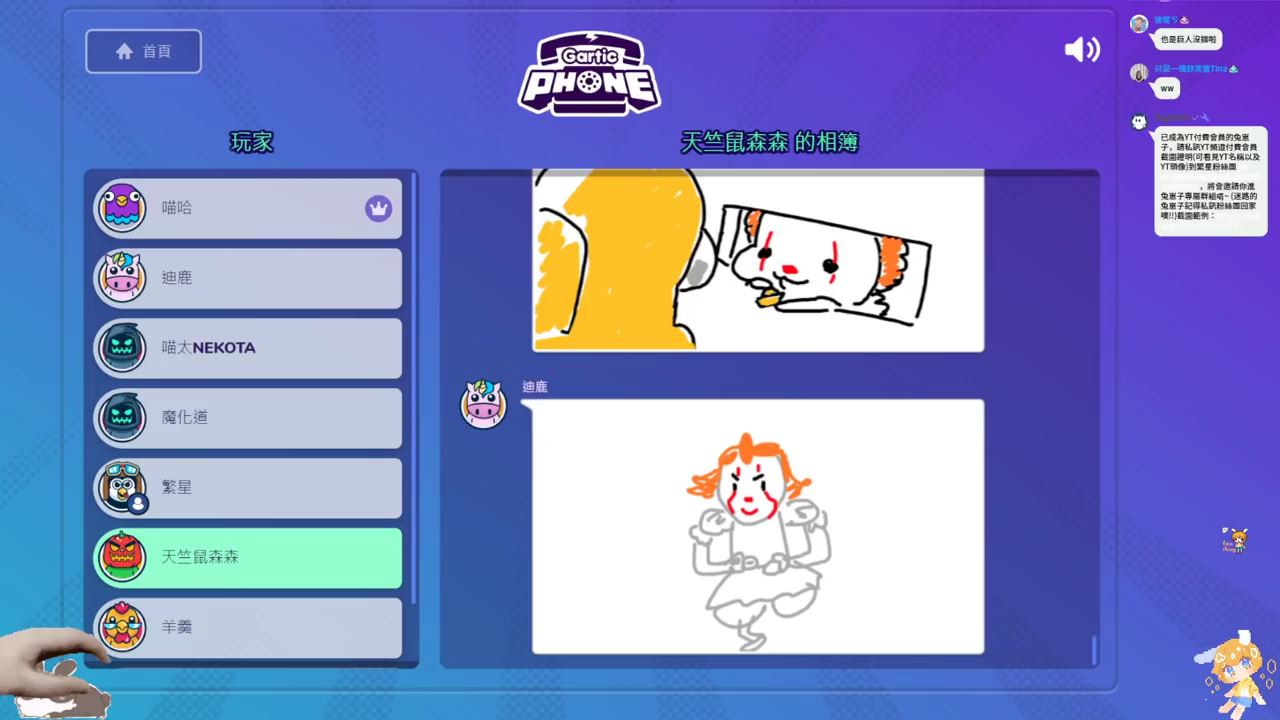 首頁
Gartic
PHONE
玩家
天竺鼠森森 的相簿
喵哈
迪鹿
喵太NEKOTA
魔化道
繁星
天竺鼠森森
羊羹
迪鹿
也是巨人沒錯啦
ww
已成為YT付費會員的兔崽
子，請私訊YT頻道付費會員
截圖證明(可看見YT名稱以及
YT頭像)到繁星粉絲團
，將會邀請你進
兔崽子專屬群組唷~ (迷路的
兔崽子記得私訊粉絲團回家
噢!!)截圖範例：